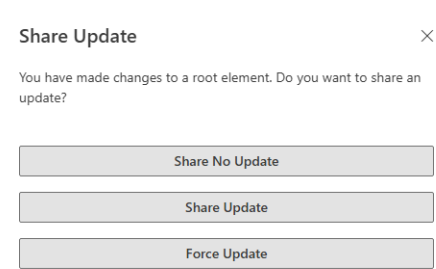 Share Update
You have made changes to a root element. Do you want to share an
update?
Share No Update
Share Update
Force Update